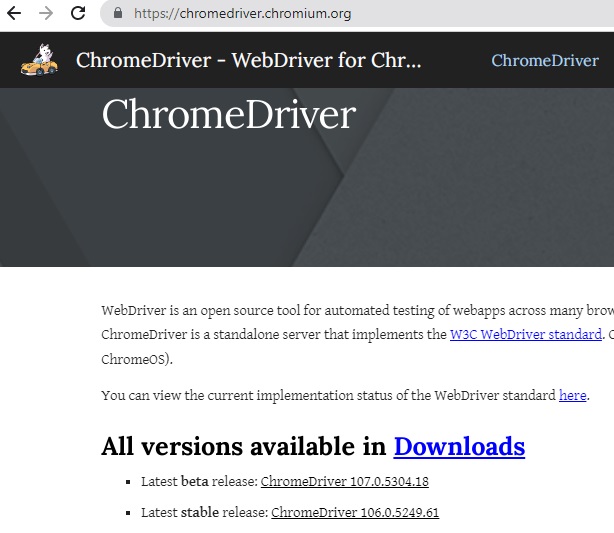 https://chromedriver.chromium.org
ChromeDriver - WebDriver for Chr...
ChromeDriver
ChromeDriver
WebDriver is an open source tool for automated testing of webapps across many
ChromeDriver is a standalone server that implements the W3C WebDriver standard.
ChromeOS).
You can view the current implementation status of the WebDriver standard here.
All versions available in Downloads
Latest beta release: ChromeDriver 107.0.5304.18
Latest stable release: ChromeDriver 106.0.5249.61